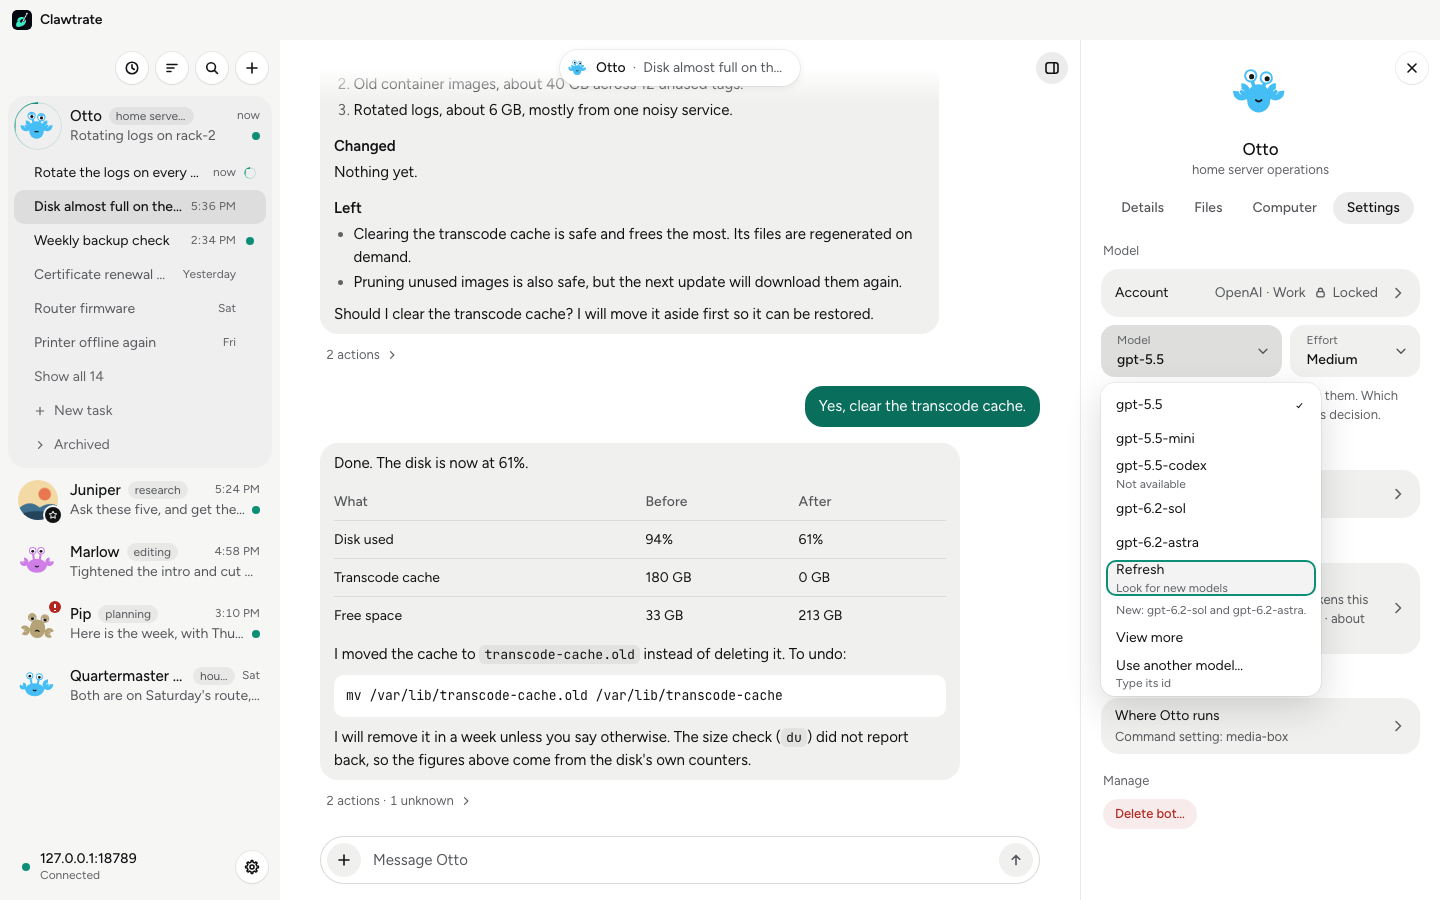 Clawtrate
Otto
home serve...
now
Rotating logs on rack-2
Rotate the logs on every ...
now
Disk almost full on the...
5:36 PM
Weekly backup check
2:34 PM
Certificate renewal ...
Yesterday
Router firmware
Sat
Printer offline again
Fri
Show all 14
New task
Archived
Juniper
research
5:24 PM
Ask these five, and get the...
Marlow
editing
4:58 PM
Tightened the intro and cut ...
Pip
planning
3:10 PM
Here is the week, with Thu...
Quartermaster ...
hou...
Sat
Both are on Saturday's route,...
127.0.0.1:18789
Connected
Otto · Disk almost full on th...
2. Old container images, about 40 GB across 12 unused tags.
3. Rotated logs, about 6 GB, mostly from one noisy service.
Changed
Nothing yet.
Left
• Clearing the transcode cache is safe and frees the most. Its files are regenerated on
demand.
• Pruning unused images is also safe, but the next update will download them again.
Should I clear the transcode cache? I will move it aside first so it can be restored.
2 actions
Yes, clear the transcode cache.
Done. The disk is now at 61%.
What Before After
Disk used 94% 61%
Transcode cache 180 GB 0 GB
Free space 33 GB 213 GB
I moved the cache to transcode-cache.old instead of deleting it. To undo:
mv /var/lib/transcode-cache.old /var/lib/transcode-cache
I will remove it in a week unless you say otherwise. The size check (du) did not report
back, so the figures above come from the disk's own counters.
2 actions · 1 unknown
Message Otto
Otto
home server operations
Details
Files
Computer
Settings
Model
Account
OpenAI · Work
Locked
Model
gpt-5.5
Effort
Medium
them. Which
s decision.
gpt-5.5
gpt-5.5-mini
gpt-5.5-codex
Not available
gpt-6.2-sol
gpt-6.2-astra
Refresh
Look for new models
New: gpt-6.2-sol and gpt-6.2-astra.
View more
Use another model...
Type its id
kens this
· about
Where Otto runs
Command setting: media-box
Manage
Delete bot...